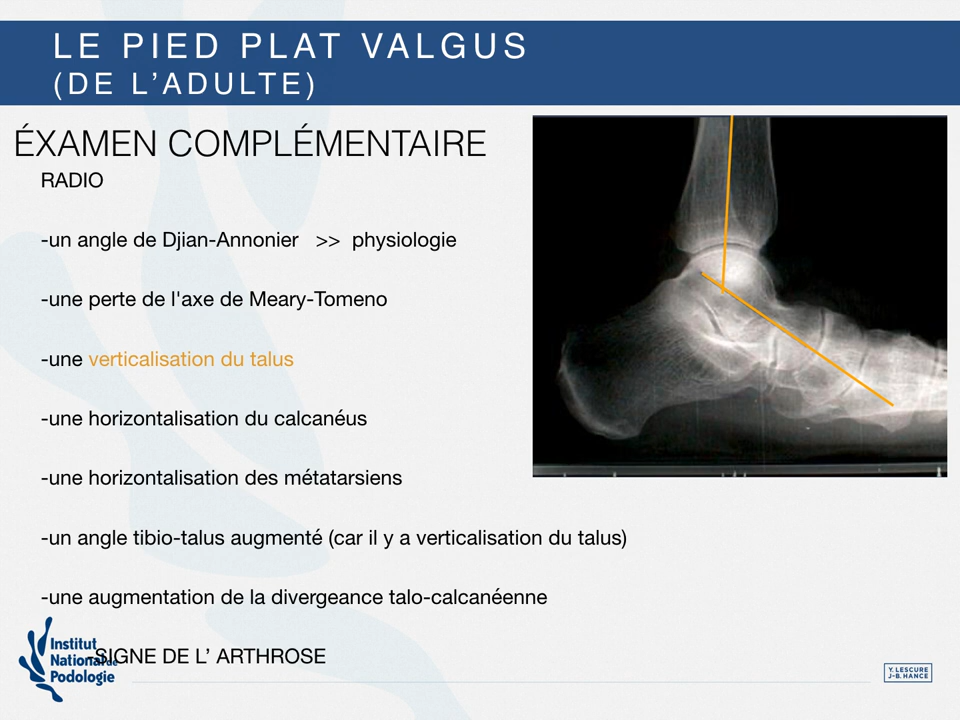 LE PIED PLAT VALGUS
(DE L’ADULTE)
ÉXAMEN COMPLÉMENTAIRE
RADIO
-un angle de Djian-Annonier >> physiologie
-une perte de l'axe de Meary-Tomeno
-une verticalisation du talus
-une horizontalisation du calcanéus
-une horizontalisation des métatarsiens
-un angle tibio-talus augmenté (car il y a verticalisation du talus)
-une augmentation de la divergeance talo-calcanéenne
-SIGNE DE L’ ARTHROSE
Institut
National de
Podologie
Y. LESCURE
J-B. HANCE